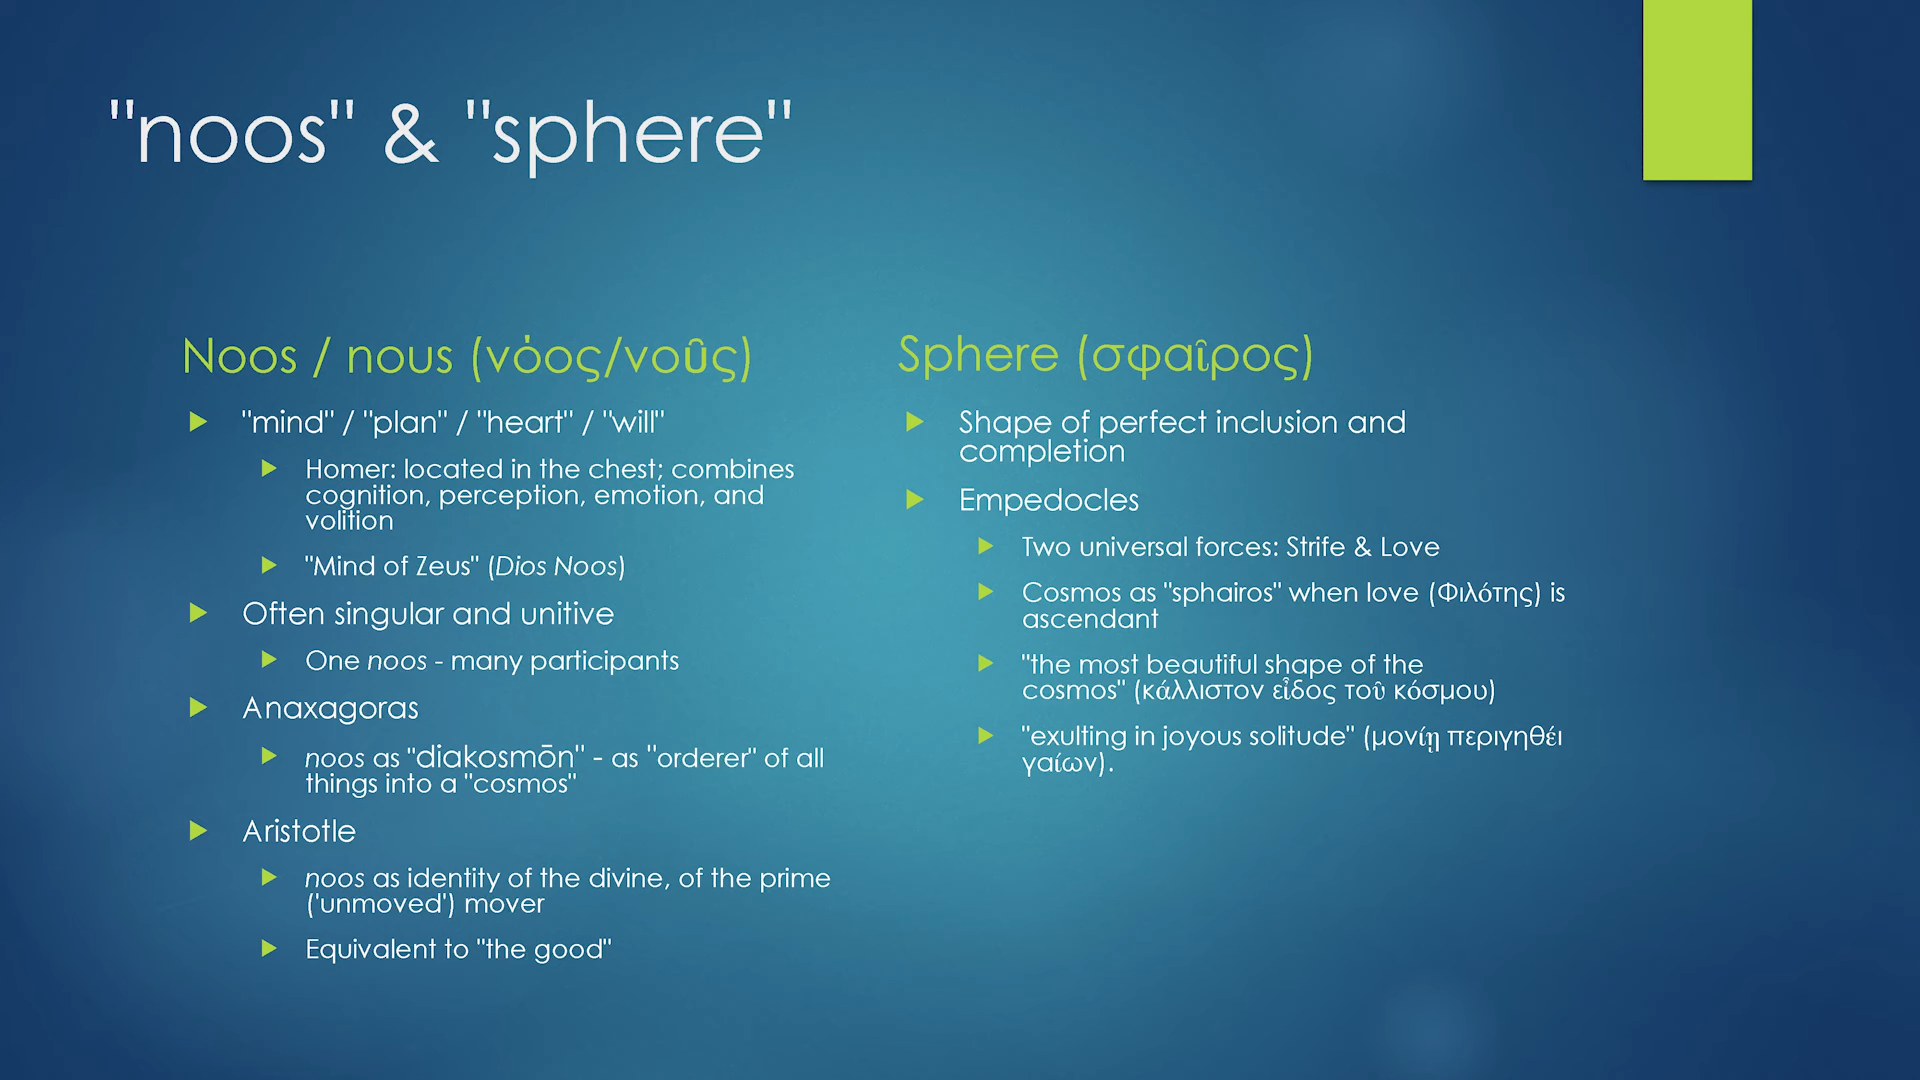 "noos" & "sphere"
Noos / nous (νόος/νοῦς)
"mind" / "plan" / "heart" / "will"
Homer: located in the chest; combines
cognition, perception, emotion, and
volition
"Mind of Zeus" (Dios Noos)
Often singular and unitive
One noos - many participants
Anaxagoras
noos as "diakosmōn" - as "orderer" of all
things into a "cosmos"
Aristotle
noos as identity of the divine, of the prime
('unmoved') mover
Equivalent to "the good"
Sphere (σφαῖρος)
Shape of perfect inclusion and
completion
Empedocles
Two universal forces: Strife & Love
Cosmos as "sphairos" when love (Φιλότης) is
ascendant
"the most beautiful shape of the
cosmos" (κάλλιστον εἶδος τοῦ κόσμου)
"exulting in joyous solitude" (μονίῃ περιγηθέι
γαίων).